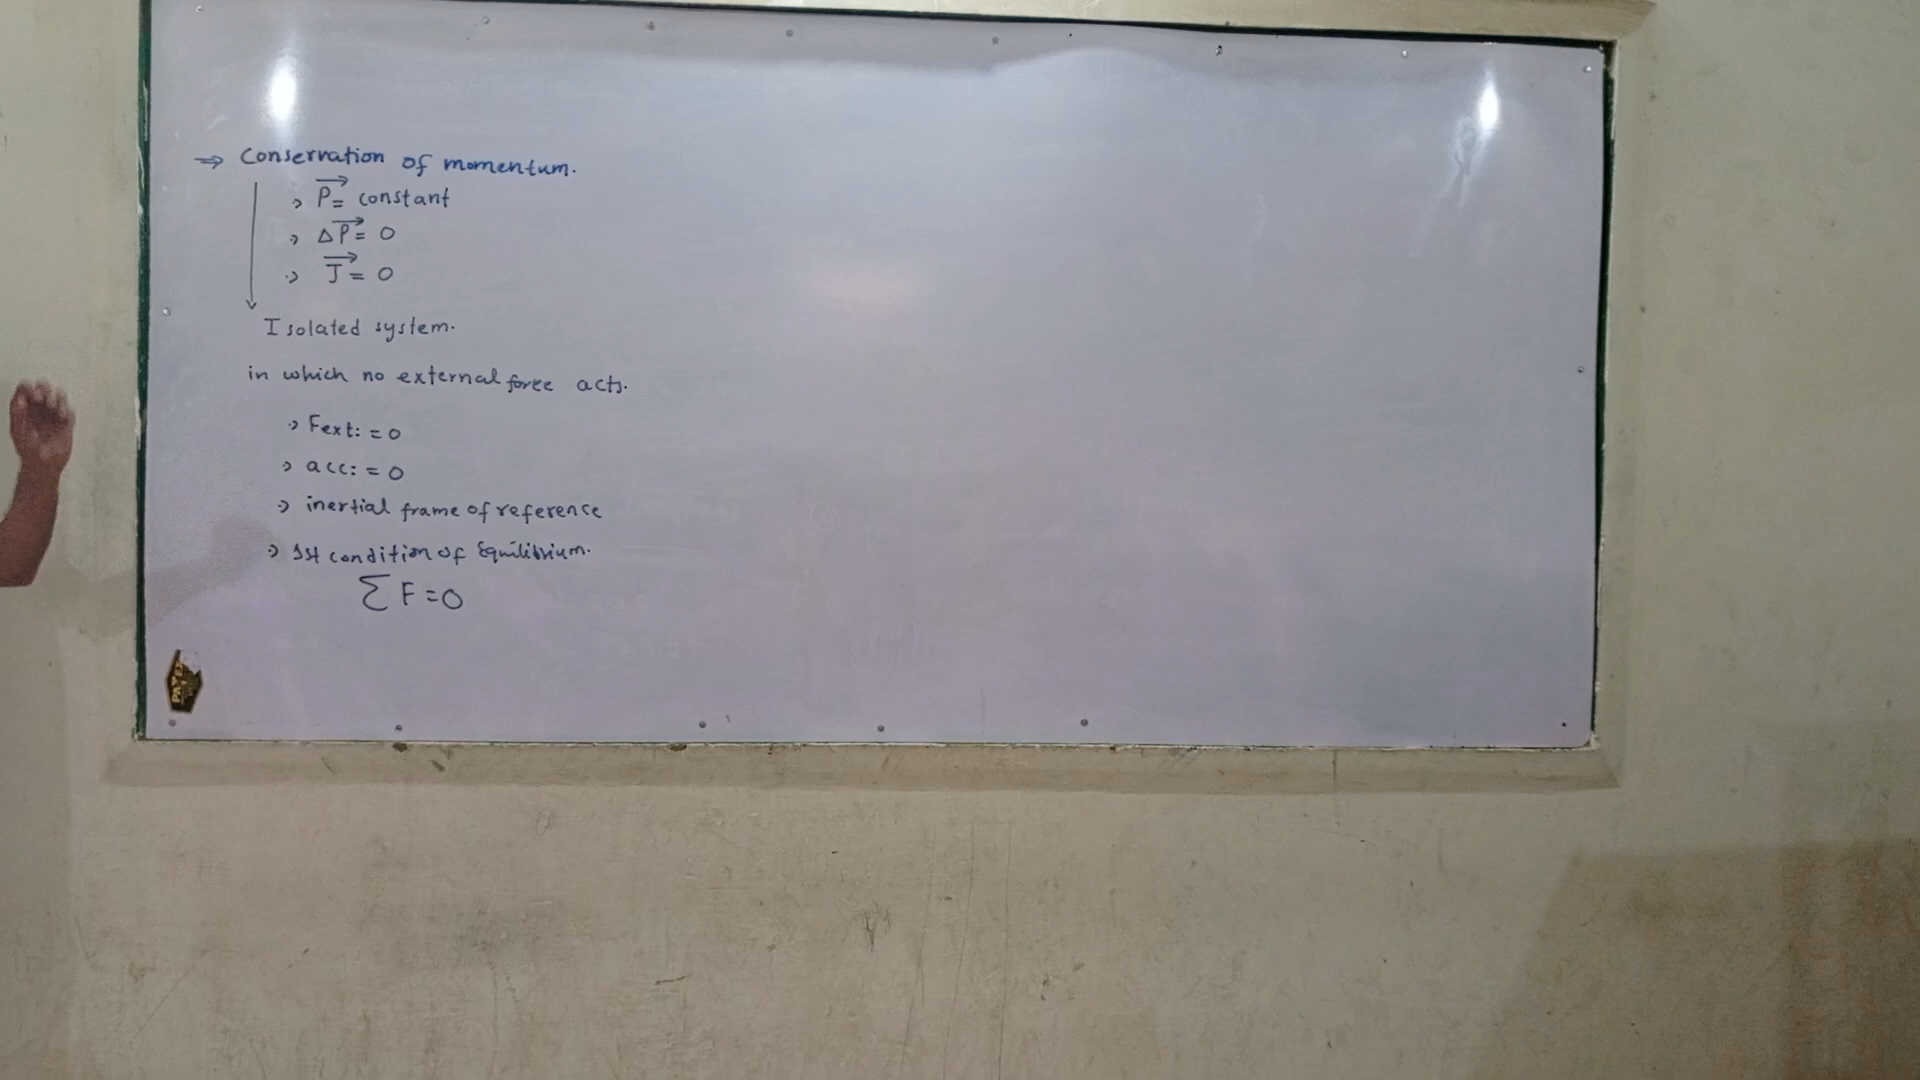 ⇒ Conservation of momentum.
→ P⃗ = constant
→ ΔP⃗ = 0
→ J⃗ = 0
Isolated system.
in which no external force acts.
→ Fext: = 0
→ acc: = 0
→ inertial frame of reference
→ 1st condition of Equilibrium.
Σ F = 0